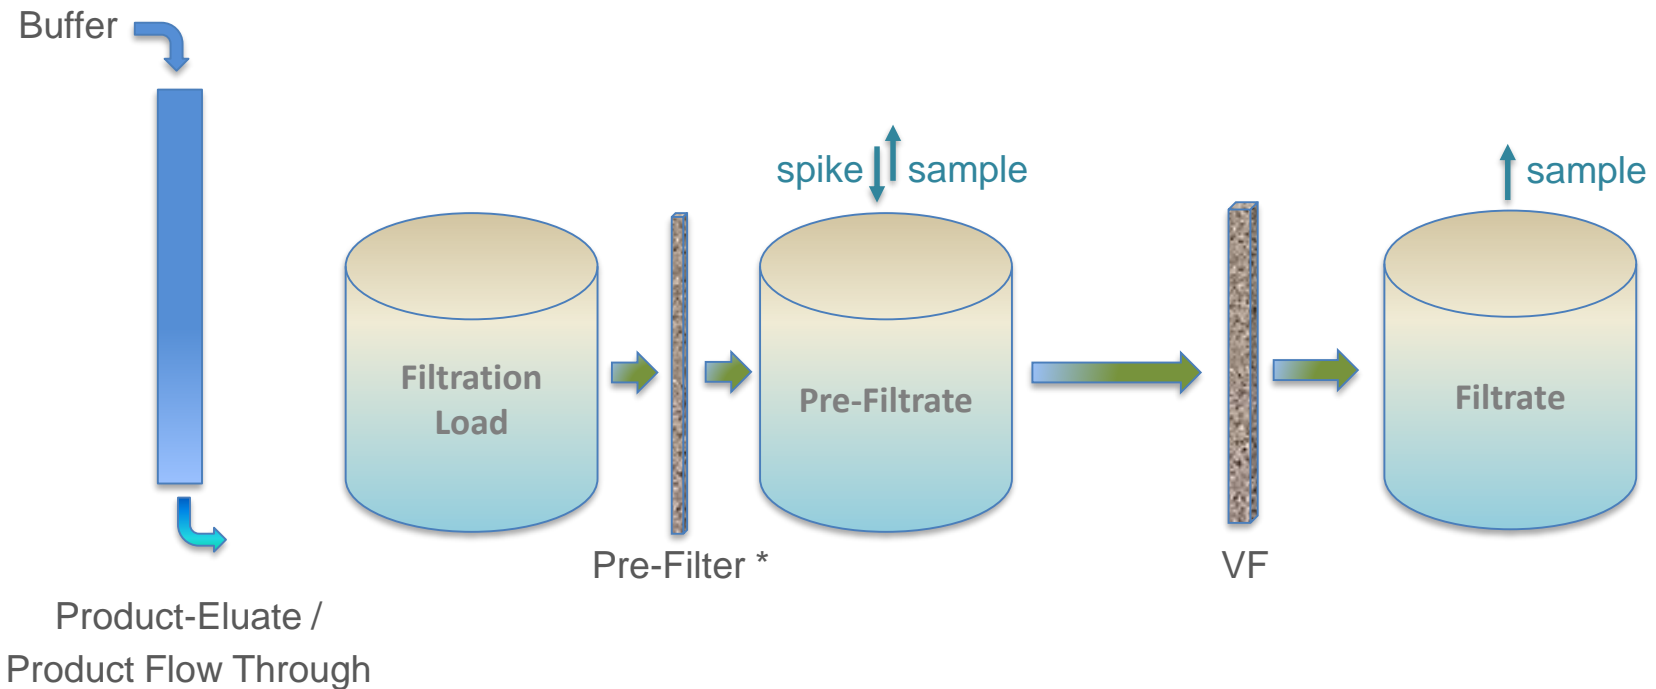 Buffer
spike
sample
sample
Filtration
Load
Pre-Filtrate
Filtrate
Pre-Filter *
VF
Product-Eluate /
Product Flow Through